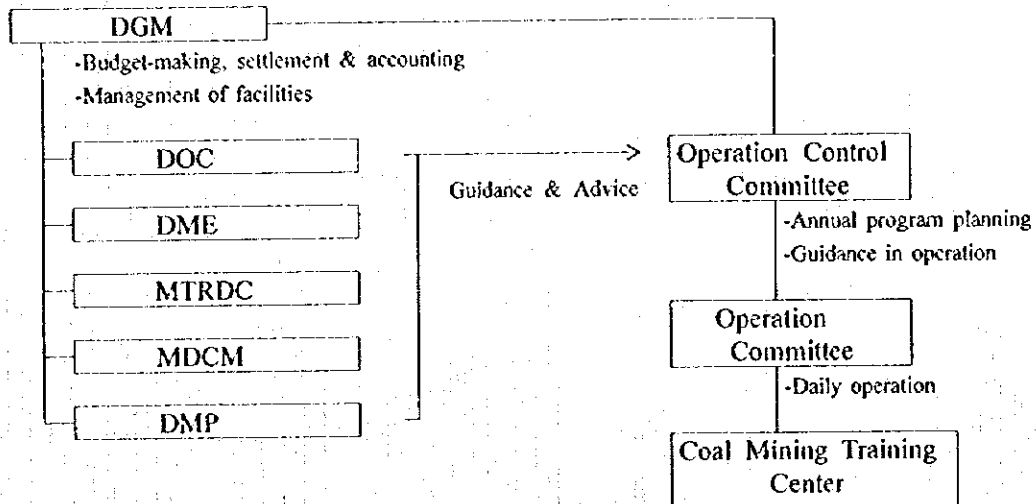 DGM
-Budget-making, settlement & accounting
-Management of facilities
DOC
DME
MTRDC
MDCM
DMP
Guidance & Advice
Operation Control
Committee
-Annual program planning
-Guidance in operation
Operation
Committee
-Daily operation
Coal Mining Training
Center